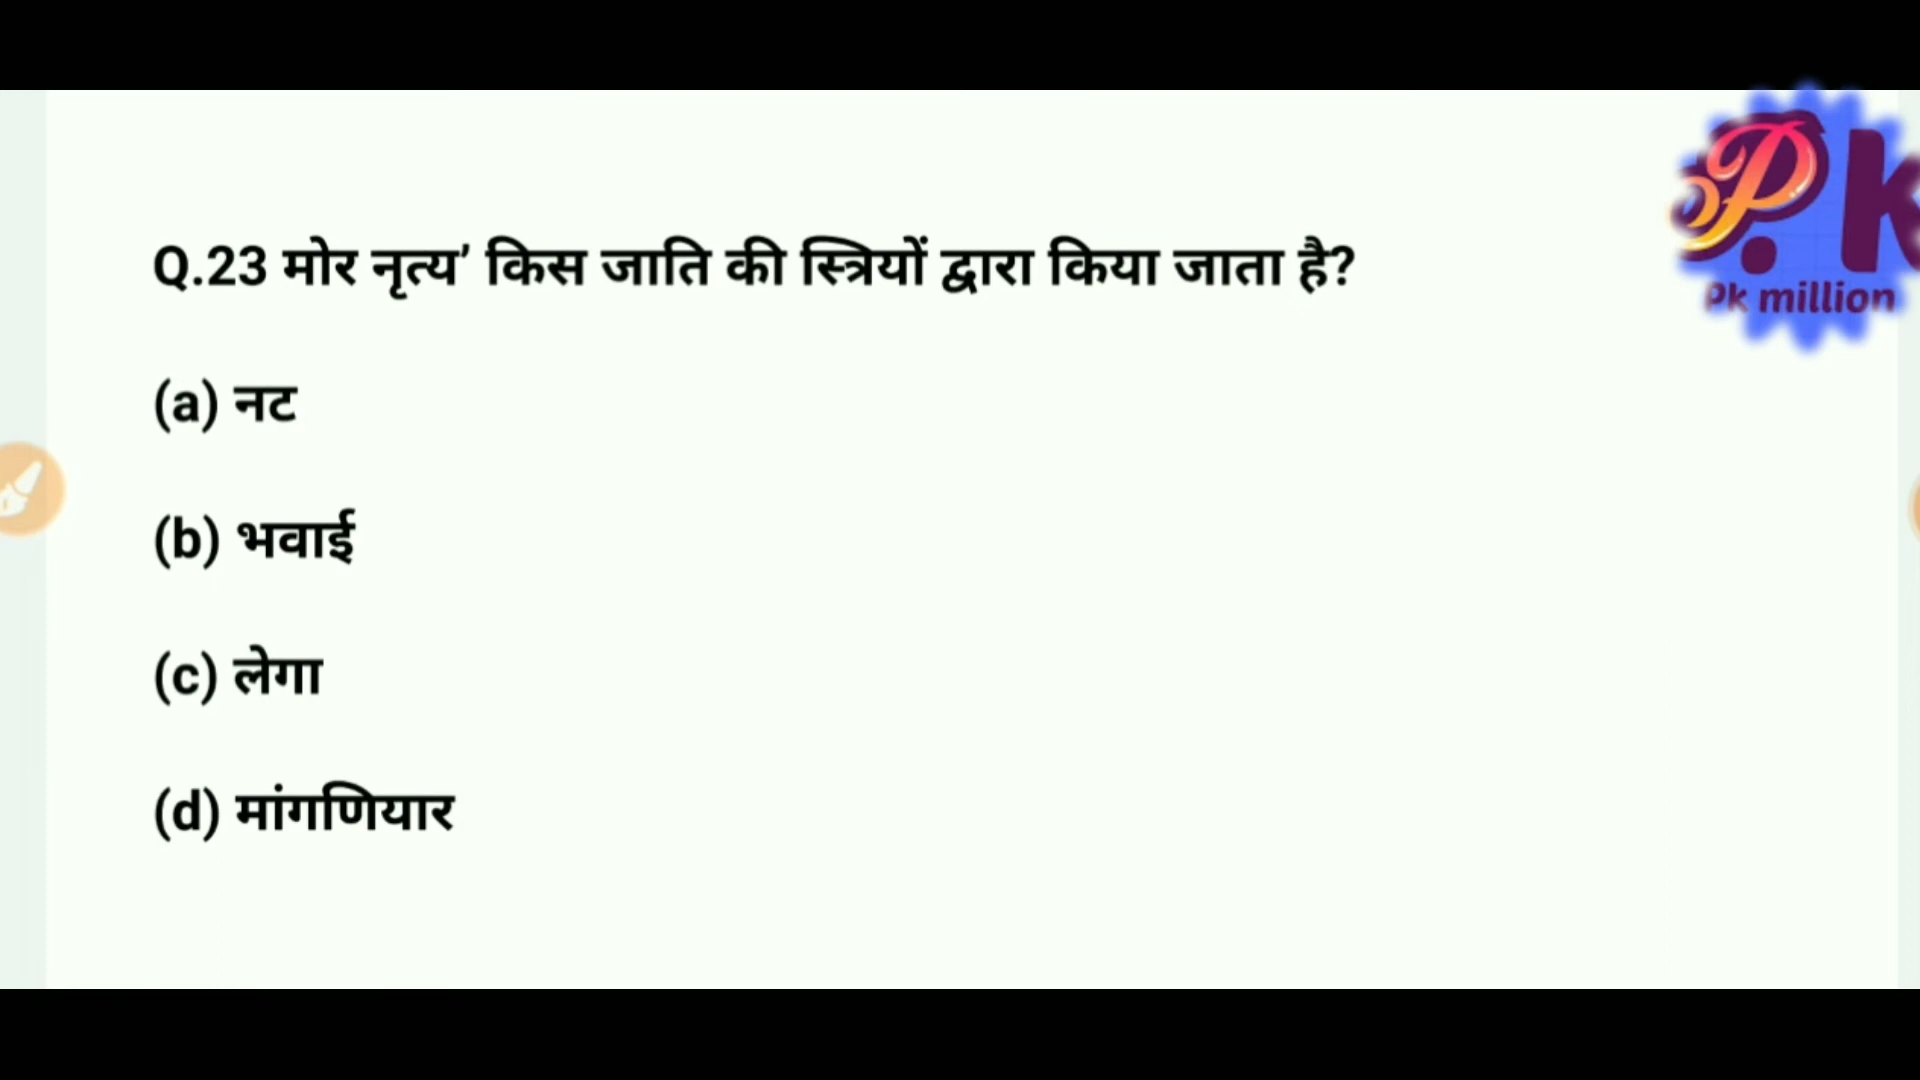 Q.23 मोर नृत्य’ किस जाति की स्त्रियों द्वारा किया जाता है?
(a) नट
(b) भवाई
(c) लेगा
(d) मांगणियार
P.k
Pk million